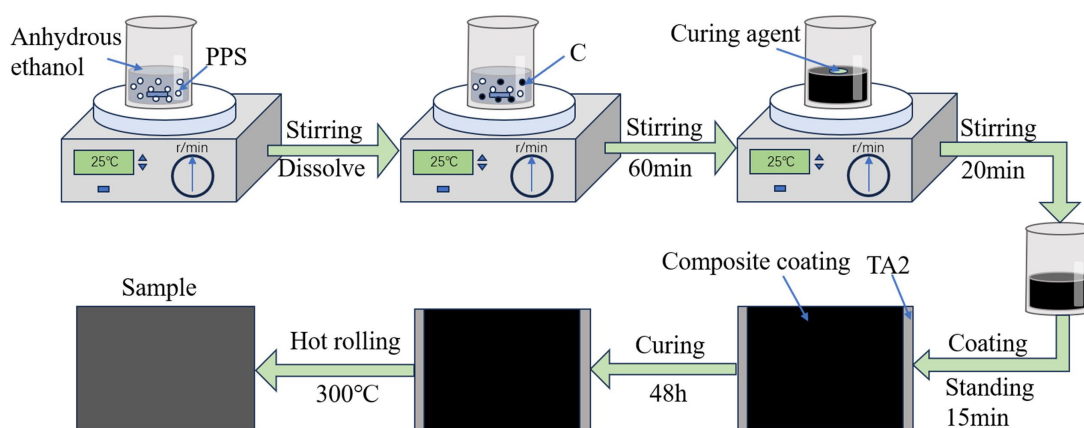 Anhydrous
ethanol
PPS
25℃
r/min
Stirring
Dissolve
C
25℃
r/min
Stirring
60min
Curing agent
25℃
r/min
Stirring
20min
Coating
Standing
15min
Composite coating
TA2
Curing
48h
Hot rolling
300℃
Sample